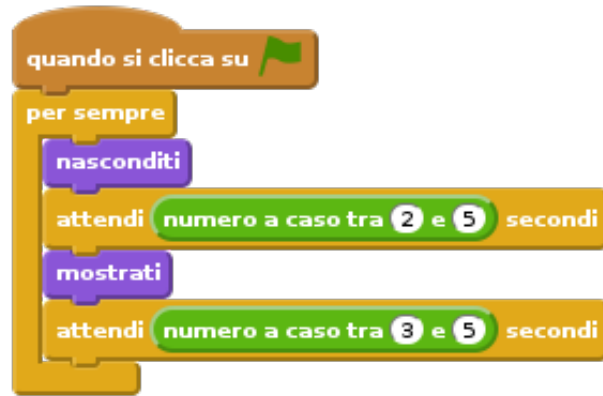 quando si clicca su
per sempre
nasconditi
attendi numero a caso tra 2 e 5 secondi
mostrati
attendi numero a caso tra 3 e 5 secondi